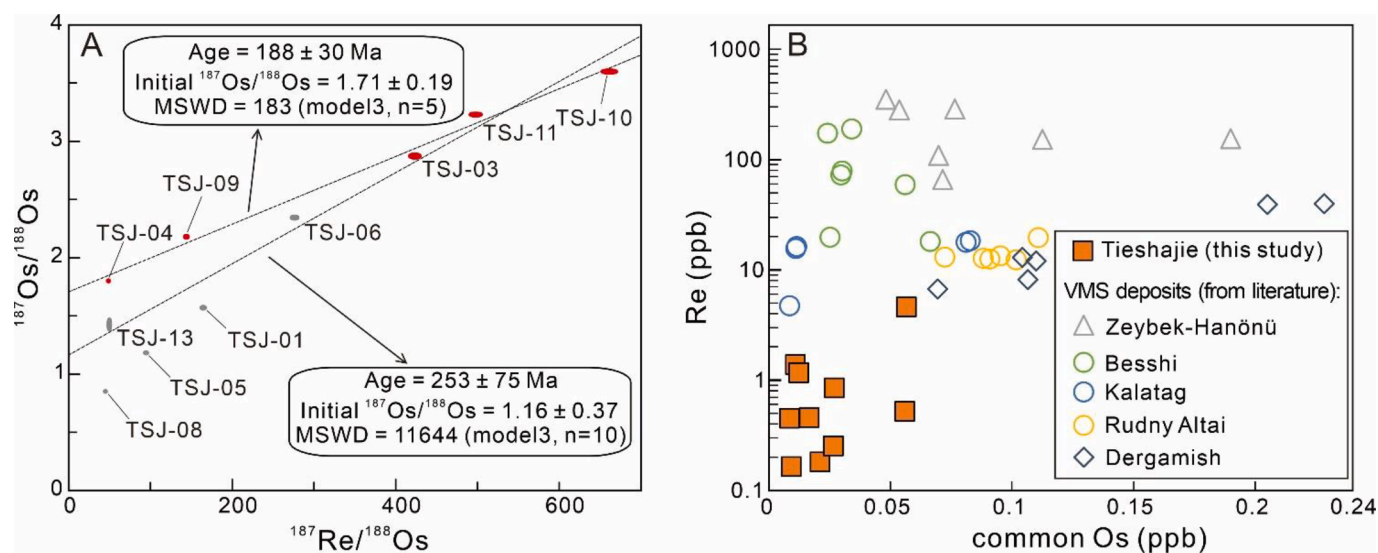 A
4
3
2
1
0
0
200
400
600
¹⁸⁷Os/¹⁸⁸Os
¹⁸⁷Re/¹⁸⁸Os
Age = 188 ± 30 Ma
Initial ¹⁸⁷Os/¹⁸⁸Os = 1.71 ± 0.19
MSWD = 183 (model3, n=5)
TSJ-10
TSJ-11
TSJ-03
TSJ-09
TSJ-04
TSJ-06
TSJ-13
TSJ-01
TSJ-05
TSJ-08
Age = 253 ± 75 Ma
Initial ¹⁸⁷Os/¹⁸⁸Os = 1.16 ± 0.37
MSWD = 11644 (model3, n=10)
B
1000
100
10
1
0.1
0
0.05
0.1
0.15
0.2
0.24
Re (ppb)
common Os (ppb)
Tieshajie (this study)
VMS deposits (from literature):
Zeybek-Hanönü
Besshi
Kalatag
Rudny Altai
Dergamish